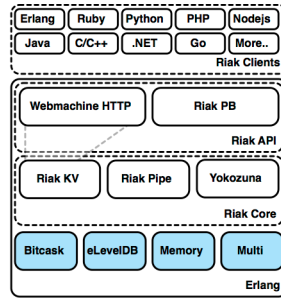 Erlang Ruby Python PHP Nodejs
Java C/C++ .NET Go More..
Riak Clients
Webmachine HTTP Riak PB
Riak API
Riak KV Riak Pipe Yokozuna
Riak Core
Bitcask eLevelDB Memory Multi
Erlang